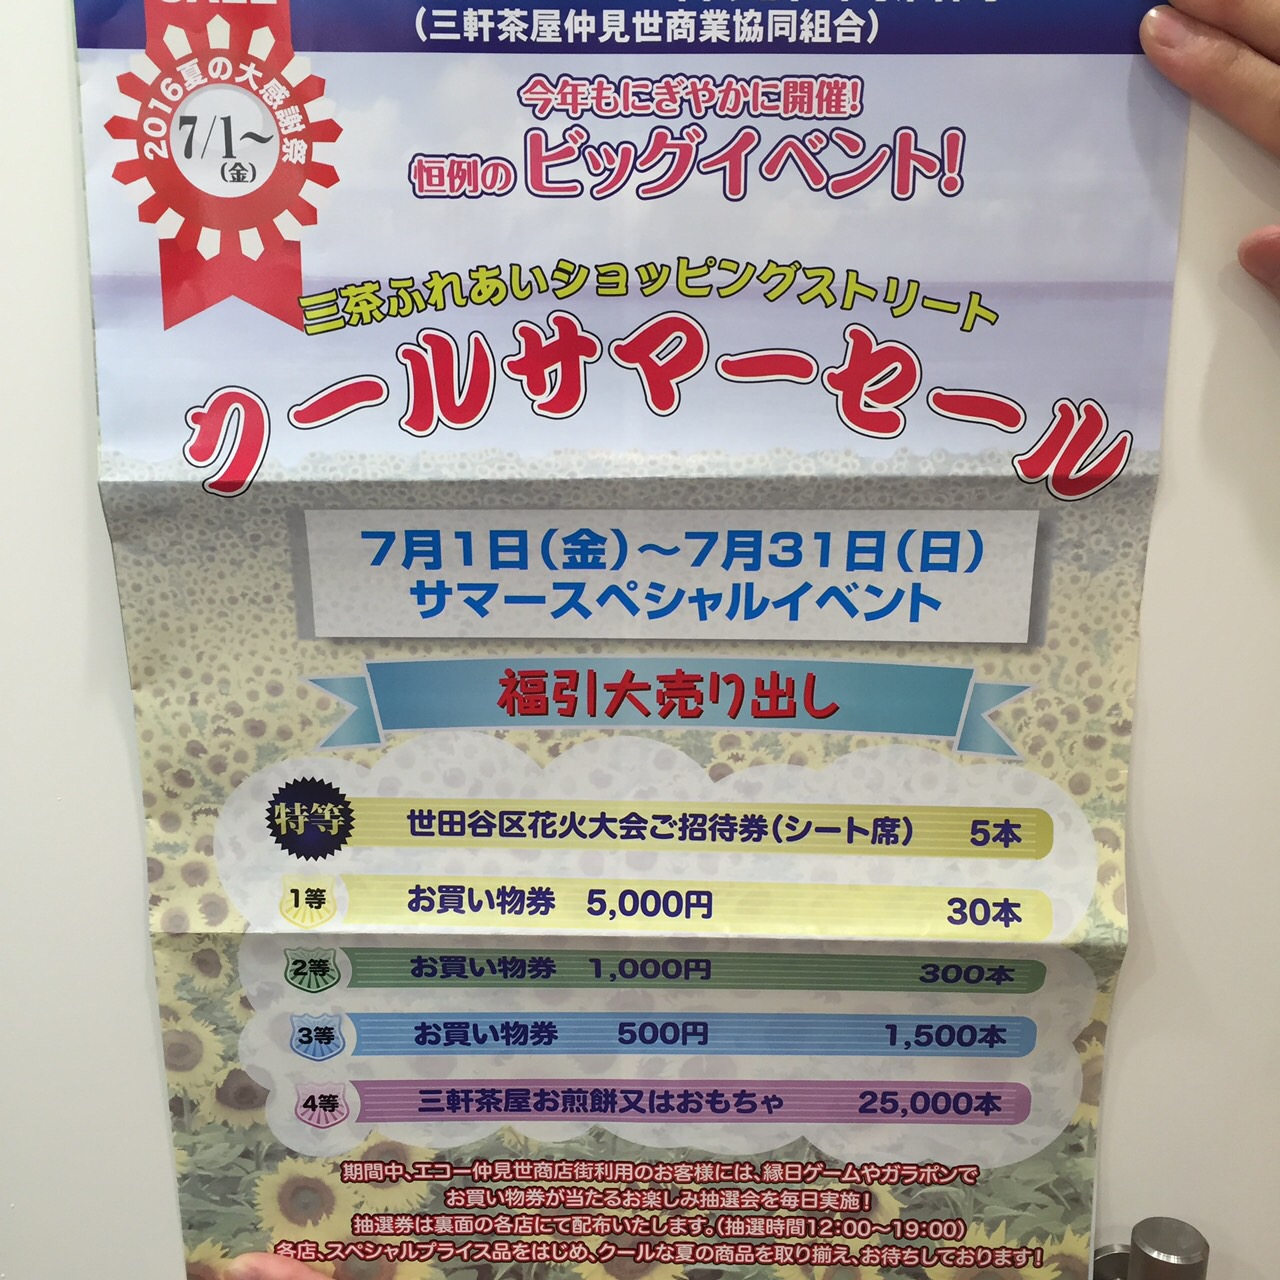 (三軒茶屋仲見世商業協同組合)
2016夏の大感謝祭
7/1～
(金)
今年もにぎやかに開催!
恒例のビッグイベント!
三茶ふれあいショッピングストリート
クールサマーセール
7月1日(金)～7月31日(日)
サマースペシャルイベント
福引大売り出し
特等 世田谷区花火大会ご招待券(シート席) 5本
1等 お買い物券 5,000円 30本
2等 お買い物券 1,000円 300本
3等 お買い物券 500円 1,500本
4等 三軒茶屋お煎餅又はおもちゃ 25,000本
期間中、エコー仲見世商店街利用のお客様には、縁日ゲームやガラポンで
お買い物券が当たるお楽しみ抽選会を毎日実施!
抽選券は裏面の各店にて配布いたします。(抽選時間12:00～19:00)
各店、スペシャルプライス品をはじめ、クールな夏の商品を取り揃え、お待ちしております!